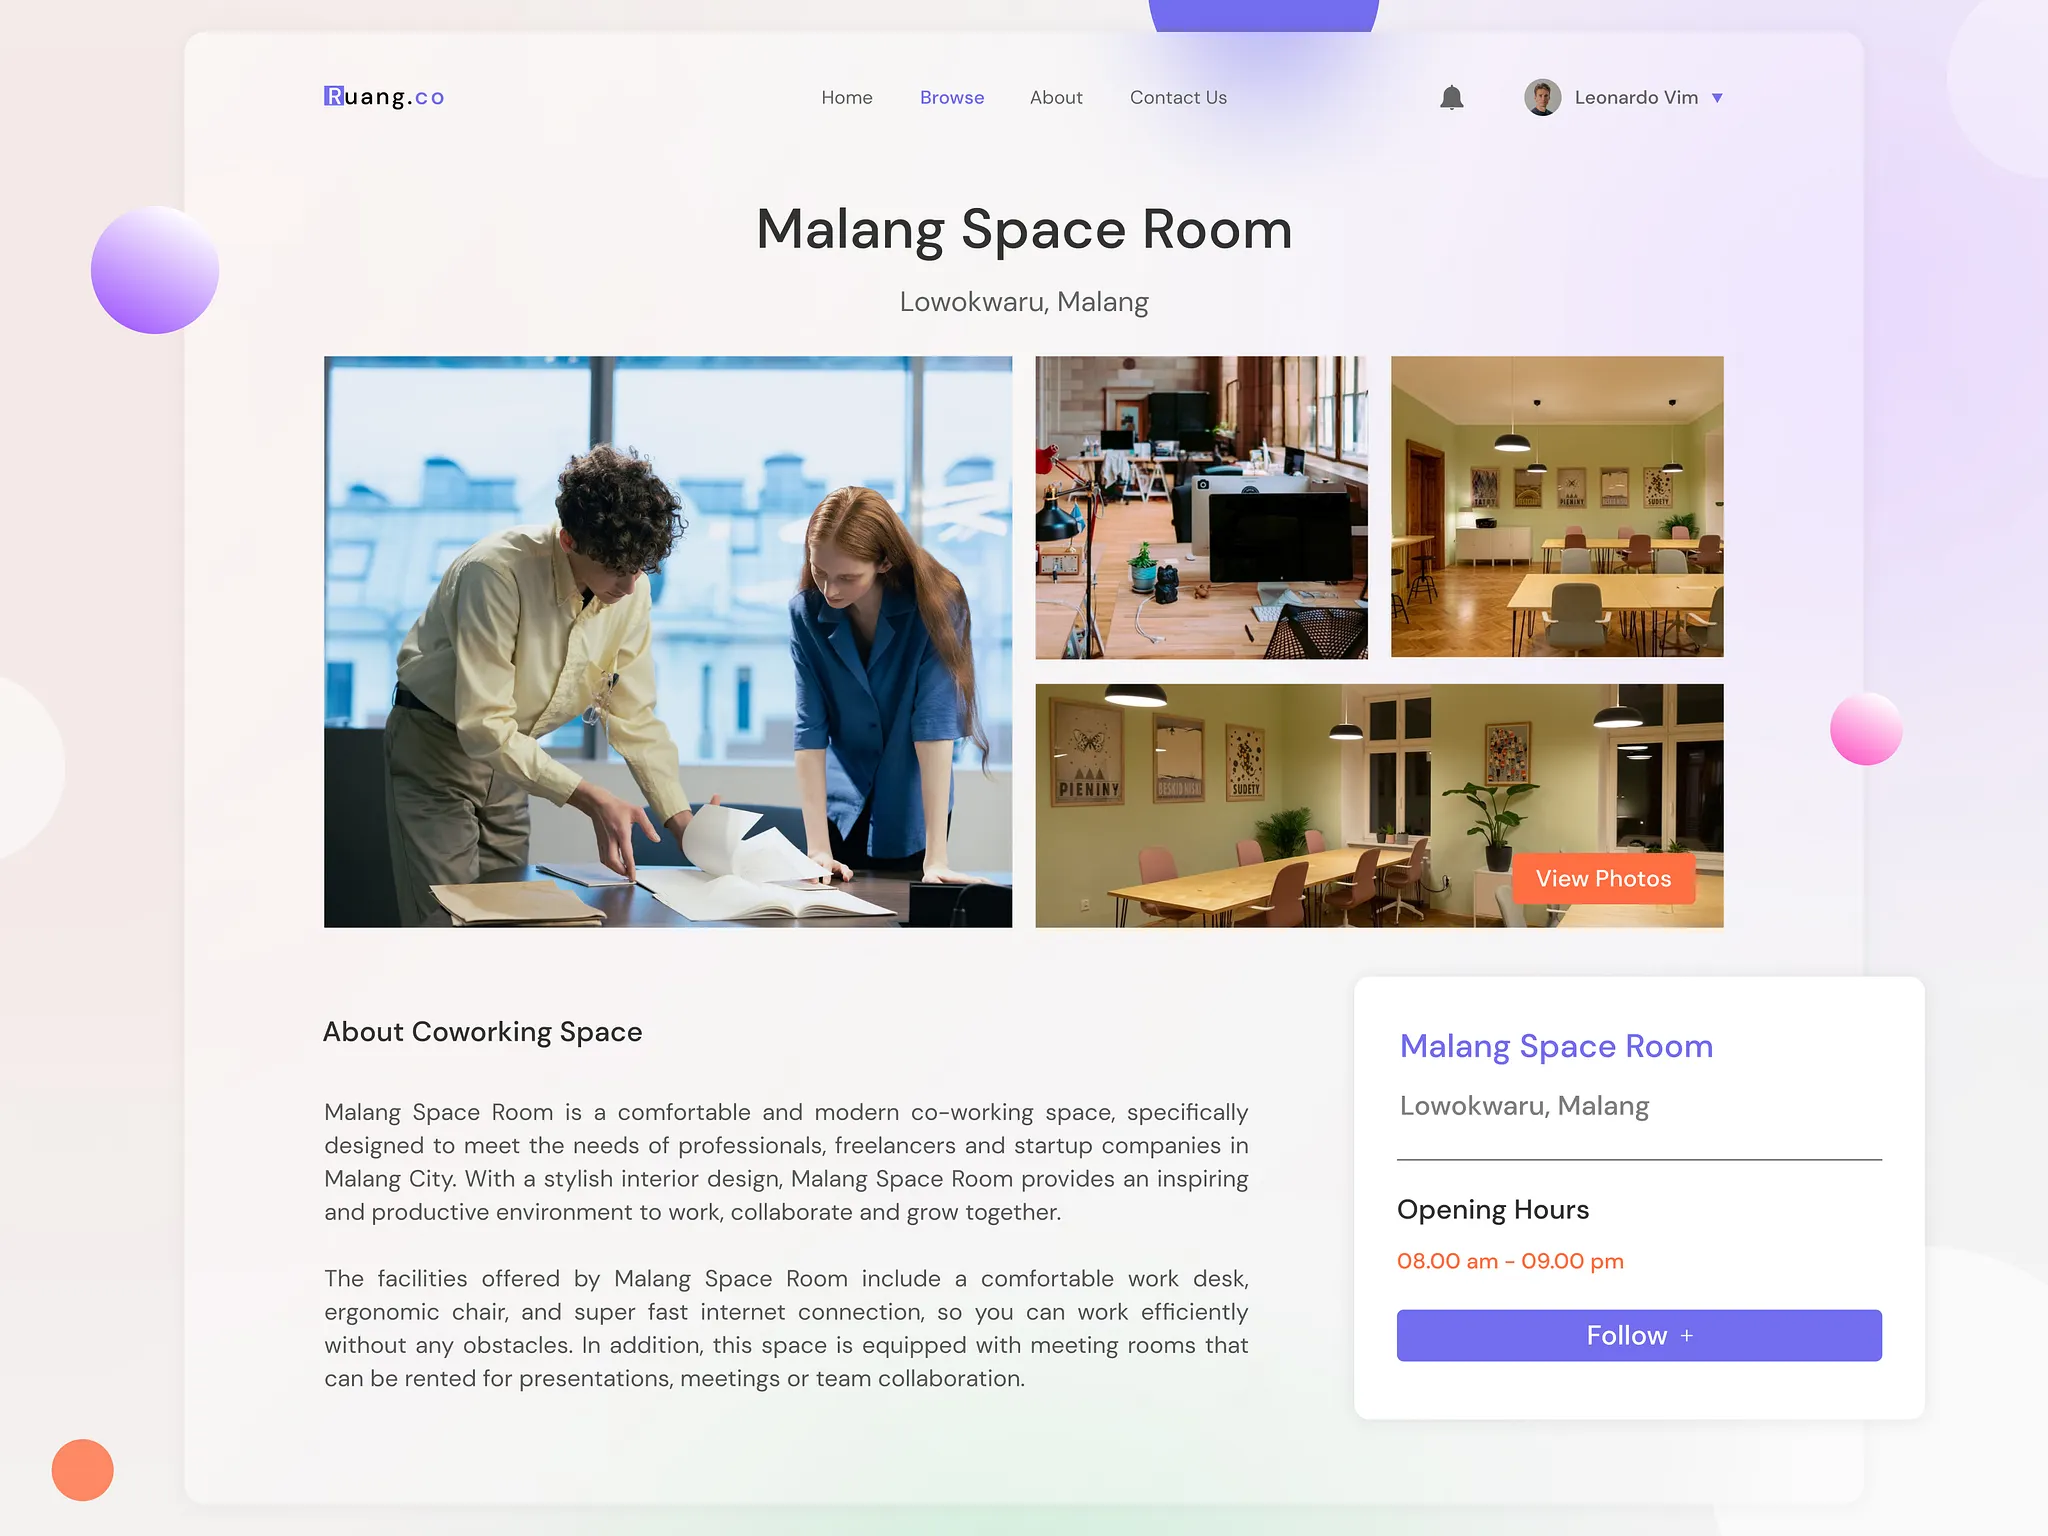 Ruang.co
Home
Browse
About
Contact Us
Leonardo Vim
Malang Space Room
Lowokwaru, Malang
PIENINY
SUDETY
PIENINY
BESKID NISKI
SUDETY
View Photos
About Coworking Space
Malang Space Room is a comfortable and modern co-working space, specifically
designed to meet the needs of professionals, freelancers and startup companies in
Malang City. With a stylish interior design, Malang Space Room provides an inspiring
and productive environment to work, collaborate and grow together.
The facilities offered by Malang Space Room include a comfortable work desk,
ergonomic chair, and super fast internet connection, so you can work efficiently
without any obstacles. In addition, this space is equipped with meeting rooms that
can be rented for presentations, meetings or team collaboration.
Malang Space Room
Lowokwaru, Malang
Opening Hours
08.00 am - 09.00 pm
Follow +